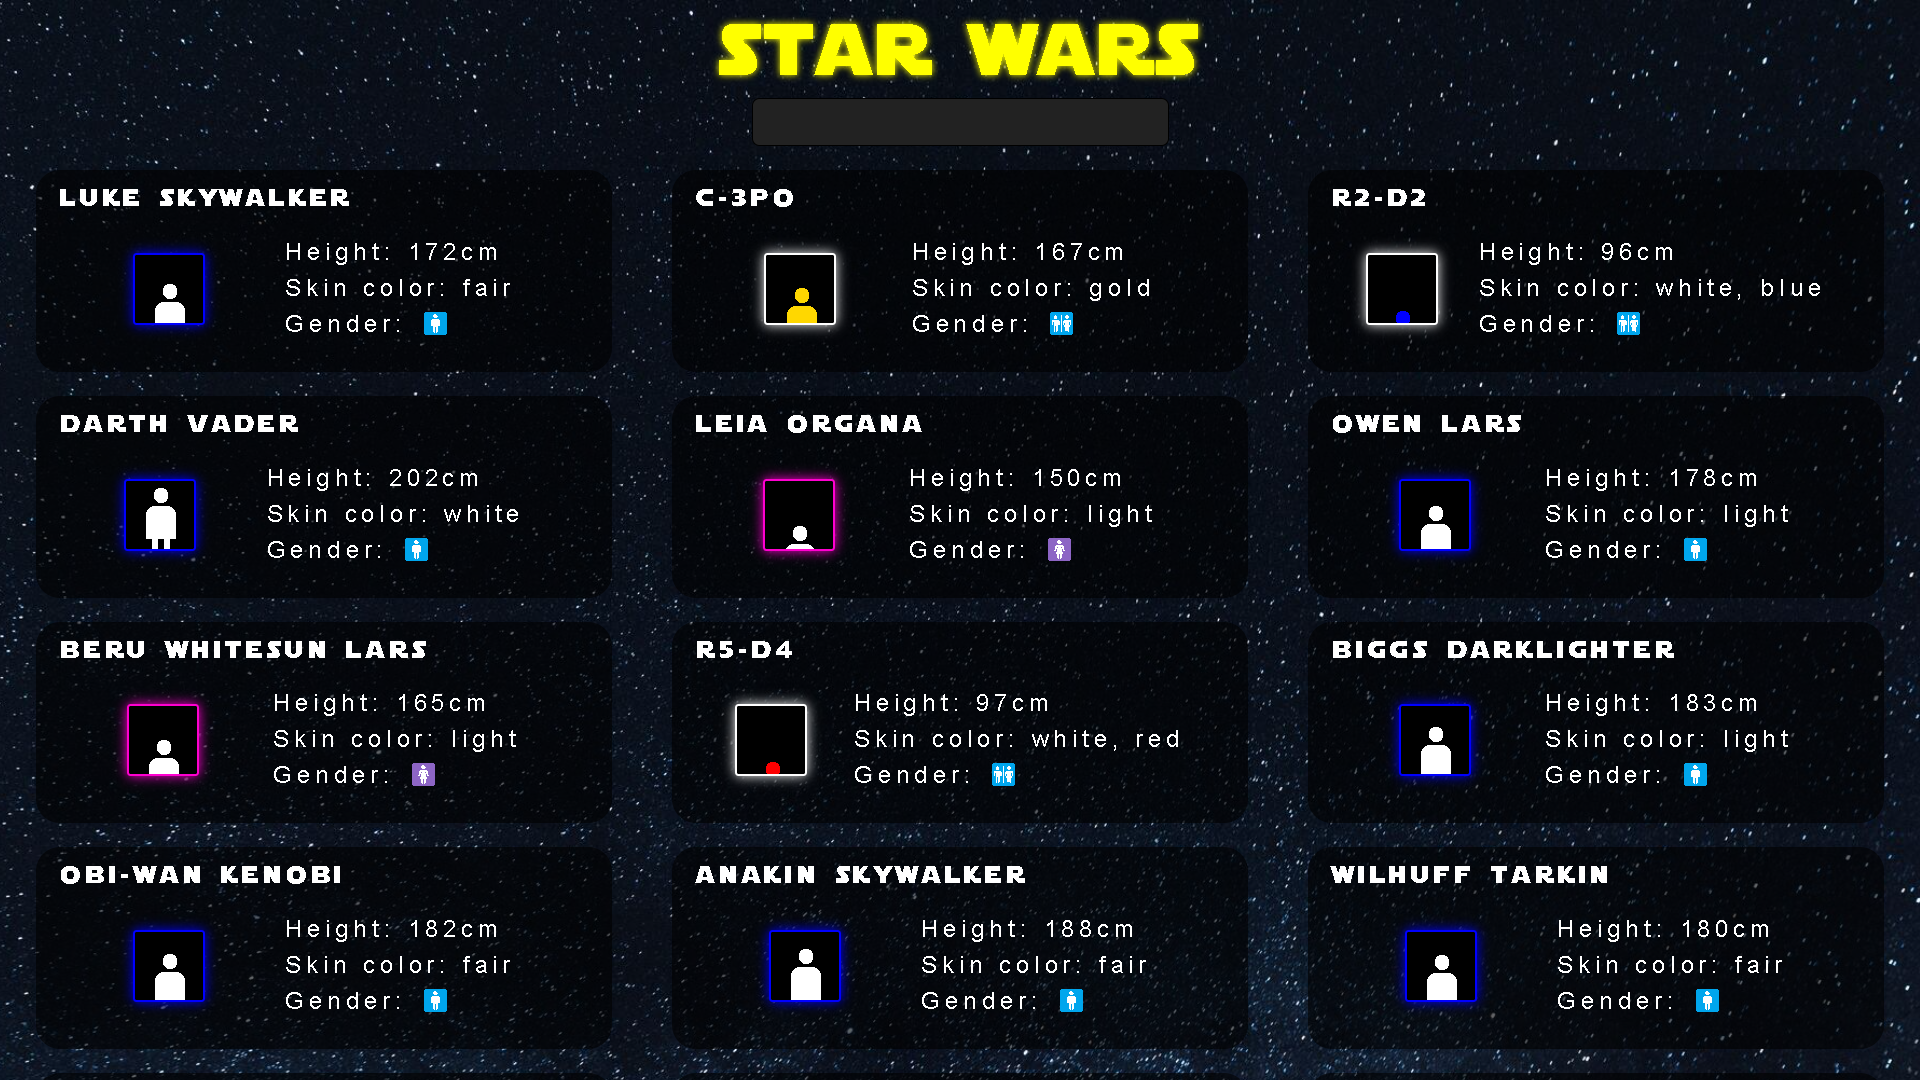 STAR WARS
LUKE SKYWALKER
Height: 172cm
Skin color: fair
Gender: 🚹
C-3PO
Height: 167cm
Skin color: gold
Gender: 🚻
R2-D2
Height: 96cm
Skin color: white, blue
Gender: 🚻
DARTH VADER
Height: 202cm
Skin color: white
Gender: 🚹
LEIA ORGANA
Height: 150cm
Skin color: light
Gender: 🚺
OWEN LARS
Height: 178cm
Skin color: light
Gender: 🚹
BERU WHITESUN LARS
Height: 165cm
Skin color: light
Gender: 🚺
R5-D4
Height: 97cm
Skin color: white, red
Gender: 🚻
BIGGS DARKLIGHTER
Height: 183cm
Skin color: light
Gender: 🚹
OBI-WAN KENOBI
Height: 182cm
Skin color: fair
Gender: 🚹
ANAKIN SKYWALKER
Height: 188cm
Skin color: fair
Gender: 🚹
WILHUFF TARKIN
Height: 180cm
Skin color: fair
Gender: 🚹